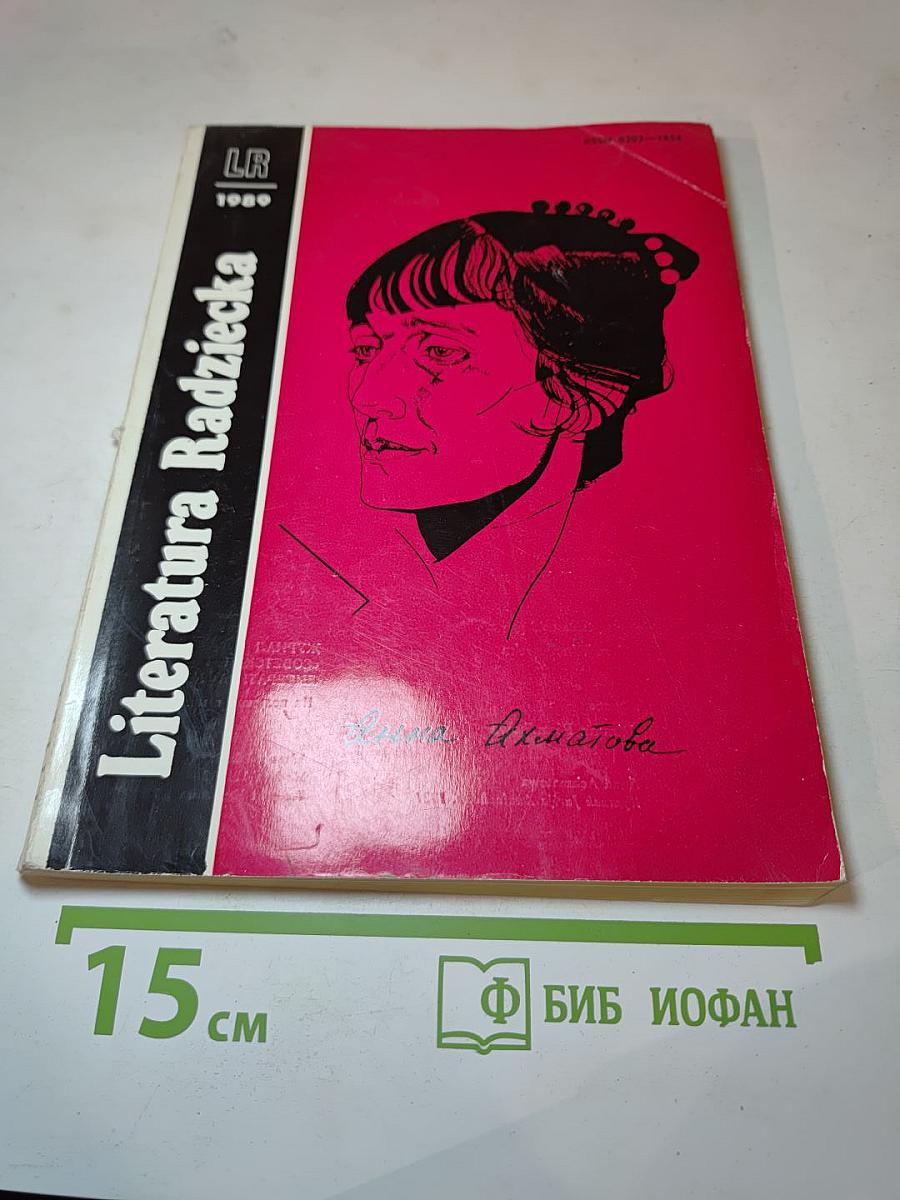 LR
1989
Literatura Radziecka
Анна Ахматова
15 см
Ф БИБ ИОФАН